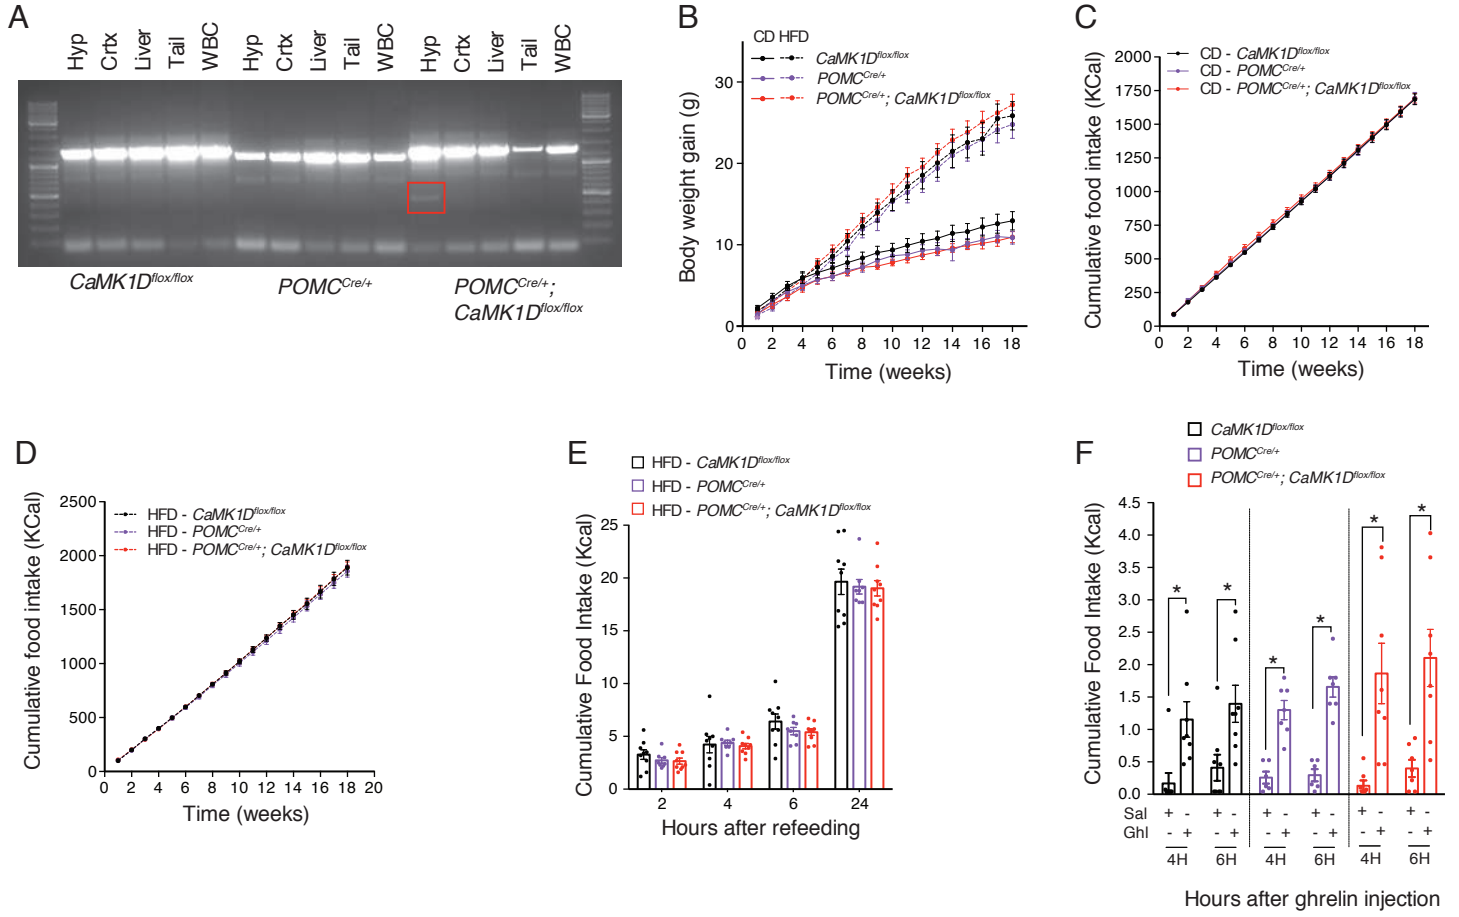 A
Hyp Crtx Liver Tail WBC Hyp Crtx Liver Tail WBC Hyp Crtx Liver Tail WBC
CaMK1Dflox/flox
POMCCre/+
POMCCre/+;
CaMK1Dflox/flox
B
CD HFD
CaMK1Dflox/flox
POMCCre/+
POMCCre/+; CaMK1Dflox/flox
Body weight gain (g)
30
20
10
0
0 2 4 6 8 10 12 14 16 18
Time (weeks)
C
CD - CaMK1Dflox/flox
CD - POMCCre/+
CD - POMCCre/+; CaMK1Dflox/flox
Cumulative food intake (KCal)
2000
1750
1500
1250
1000
750
500
250
0
0 2 4 6 8 10 12 14 16 18
Time (weeks)
D
HFD - CaMK1Dflox/flox
HFD - POMCCre/+
HFD - POMCCre/+; CaMK1Dflox/flox
Cumulative food intake (KCal)
2500
2000
1500
1000
500
0
0 2 4 6 8 10 12 14 16 18 20
Time (weeks)
E
HFD - CaMK1Dflox/flox
HFD - POMCCre/+
HFD - POMCCre/+; CaMK1Dflox/flox
Cumulative Food Intake (Kcal)
25
20
15
10
5
0
2 4 6 24
Hours after refeeding
F
CaMK1Dflox/flox
POMCCre/+
POMCCre/+; CaMK1Dflox/flox
Cumulative Food Intake (Kcal)
4.5
4.0
3.5
3.0
2.5
2.0
1.5
1.0
0.5
0.0
* * * * * *
Sal + - + - + - + - + - + -
Ghl - + - + - + - + - + - +
4H 6H 4H 6H 4H 6H
Hours after ghrelin injection